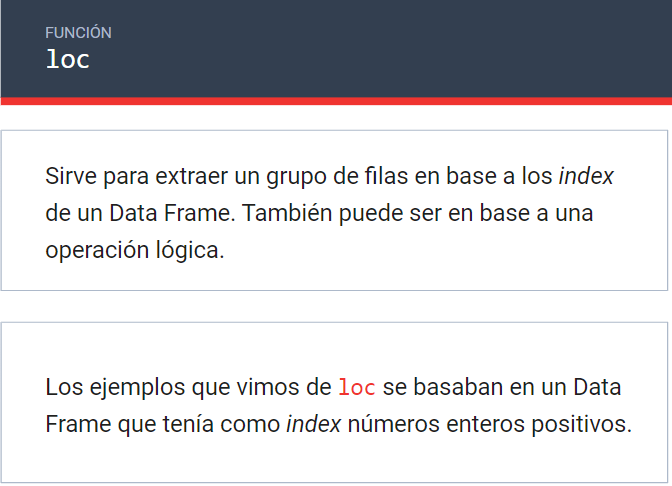 FUNCIÓN
loc
Sirve para extraer un grupo de filas en base a los index
de un Data Frame. También puede ser en base a una
operación lógica.
Los ejemplos que vimos de loc se basaban en un Data
Frame que tenía como index números enteros positivos.